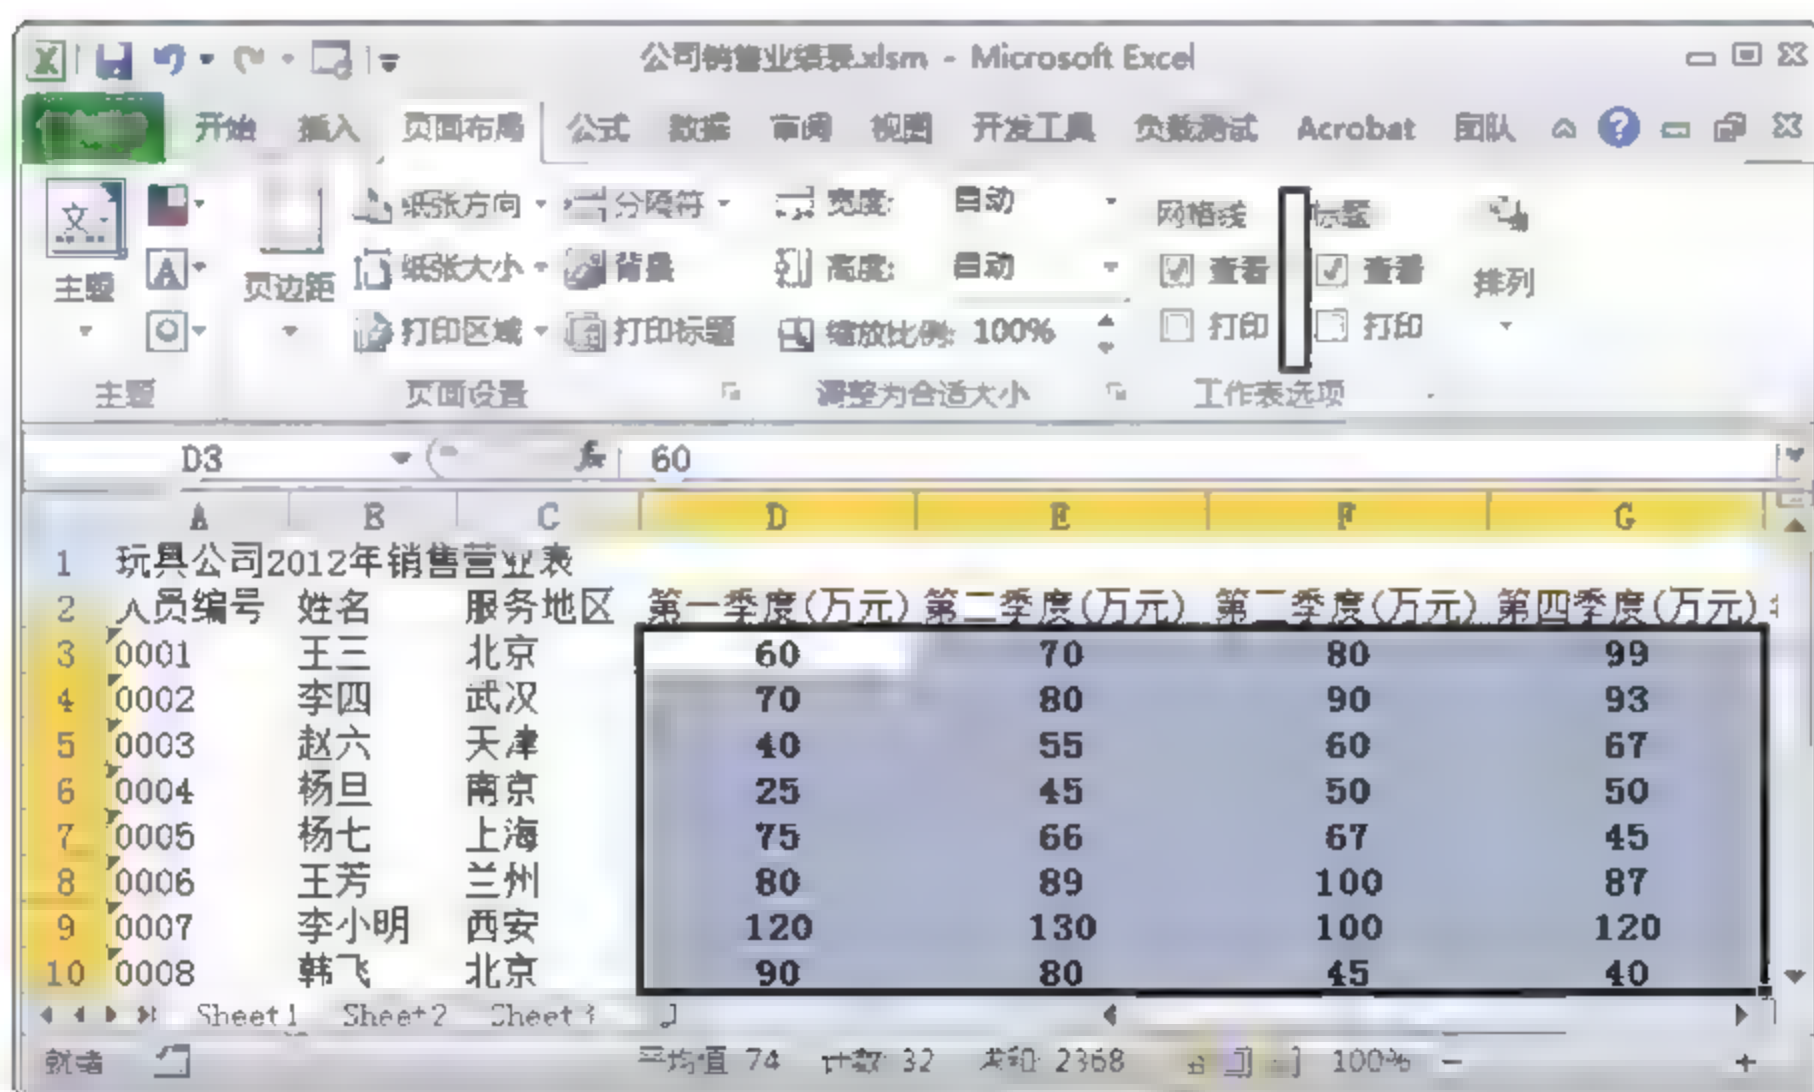 公司销售业绩表.xlsm - Microsoft Excel
开始 插入 页面布局 公式 数据 审阅 视图 开发工具 负数测试 Acrobat 团队
文
主题
页边距
纸张方向 分隔符 宽度: 自动 网格线 标题
纸张大小 背景 高度: 自动 查看 查看 排列
打印区域 打印标题 缩放比例: 100% 打印 打印
主题 页面设置 调整为合适大小 工作表选项
D3 fx 60
A B C D E F G
1 玩具公司2012年销售营业表
2 人员编号 姓名 服务地区 第一季度(万元) 第二季度(万元) 第 季度(万元) 第四季度(万元)
3 0001 王三 北京 60 70 80 99
4 0002 李四 武汉 70 80 90 93
5 0003 赵六 天津 40 55 60 67
6 0004 杨旦 南京 25 45 50 50
7 0005 杨七 上海 75 66 67 45
8 0006 王芳 兰州 80 89 100 87
9 0007 李小明 西安 120 130 100 120
10 0008 韩飞 北京 90 80 45 40
Sheet1 Sheet2 Sheet3
就绪 平均值 74 计数 32 求和 2368 100%